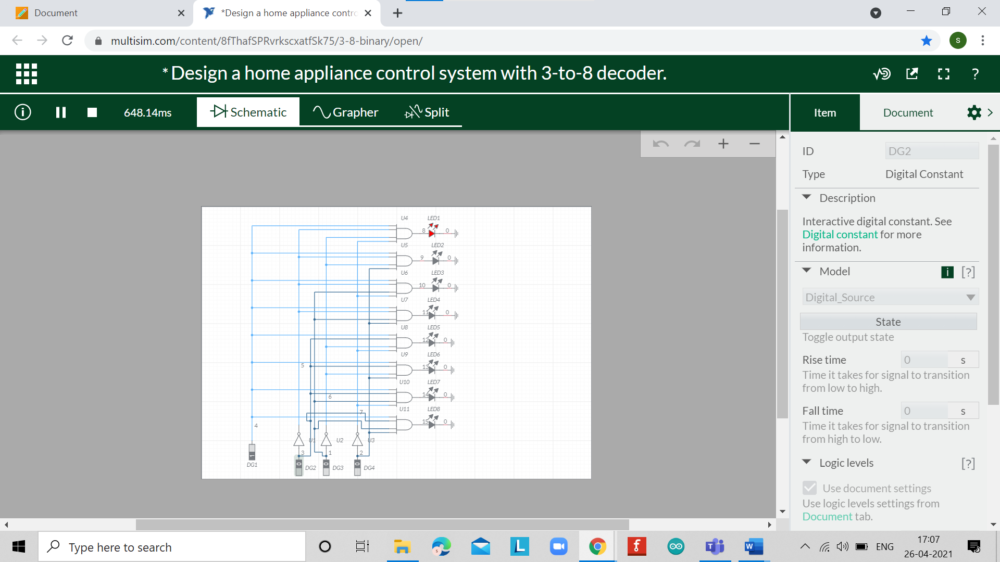 Document
*Design a home appliance contro
multisim.com/content/8fThafSPRvrkscxatfSk75/3-8-binary/open/
S
* Design a home appliance control system with 3-to-8 decoder.
?
648.14ms
Schematic
Grapher
Split
Item
Document
ID
DG2
Type
Digital Constant
Description
Interactive digital constant. See
Digital constant for more
information.
Model
i
[?]
Digital_Source
State
Toggle output state
Rise time
0
s
Time it takes for signal to transition
from low to high.
Fall time
0
s
Time it takes for signal to transition
from high to low.
Logic levels
[?]
Use document settings
Use logic levels settings from
Document tab.
U4
LED1
8
0
U5
LED2
9
0
U6
LED3
10
0
U7
LED4
11
0
U8
LED5
12
0
U9
LED6
13
0
5
U10
LED7
14
0
6
U11
LED8
15
0
7
4
U1
U2
U3
3
1
2
1
0
0
0
DG1
DG2
DG3
DG4
Type here to search
S
L
f
T
W
ENG
17:07
26-04-2021